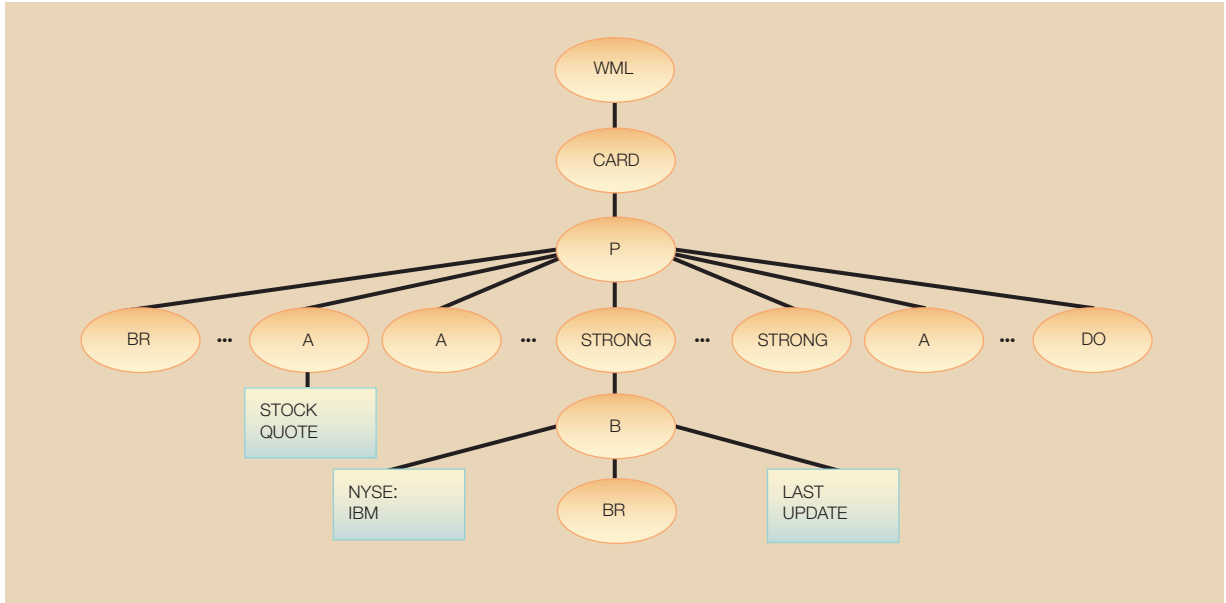 WML
CARD
P
BR ... A A ... STRONG ... STRONG A ... DO
STOCK
QUOTE
B
NYSE:
IBM
BR
LAST
UPDATE